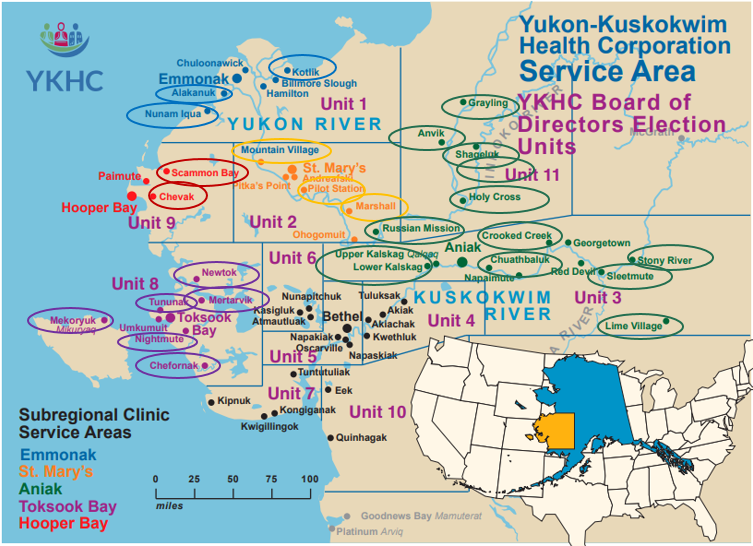 YKHC
Yukon-Kuskokwim
Health Corporation
Service Area
YKHC Board of
Directors Election
Units
Chuloonawick
Emmonak
Kotlik
Bill Moore Slough
Hamilton
Alakanuk
Nunam Iqua
Unit 1
YUKON RIVER
Grayling
Anvik
Shageluk
McGrath
Unit 11
Holy Cross
Mountain Village
St. Mary's
Andreafski
Pitka's Point
Pilot Station
Marshall
Ohogomuit
Unit 2
Paimute
Scammon Bay
Chevak
Hooper Bay
Unit 9
Russian Mission
Crooked Creek
Georgetown
Aniak
Upper Kalskag Qalqaq
Lower Kalskag
Chuathbaluk
Napaimute
Red Devil
Stony River
Sleetmute
Unit 6
Unit 8
Newtok
Mertarvik
Tununak
Toksook
Bay
Mekoryuk
Mikuryaq
Umkumuit
Nightmute
Chefornak
Nunapitchuk
Kasigluk
Atmautluak
Tuluksak
Akiak
Bethel
Akiachak
Kwethluk
Napakiak
Oscarville
Napaskiak
KUSKOKWIM
RIVER
Unit 3
Unit 4
Lime Village
A RIVER
Unit 5
Tuntutuliak
Unit 7
Eek
Kipnuk
Kongiganak
Kwigillingok
Unit 10
Quinhagak
Subregional Clinic
Service Areas
Emmonak
St. Mary's
Aniak
Toksook Bay
Hooper Bay
0 25 50 75 100
miles
Goodnews Bay Mamuterat
Platinum Arviq